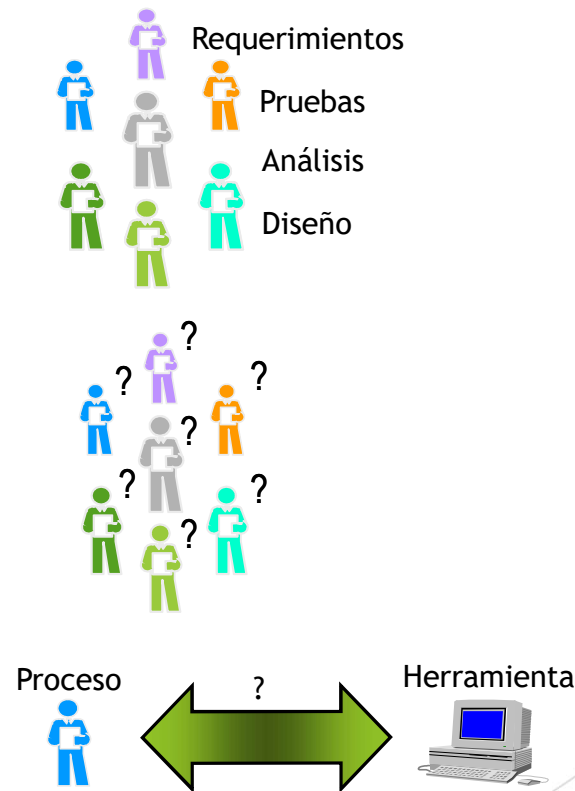 Requerimientos
Pruebas
Análisis
Diseño
?
? ?
?
? ?
?
Proceso ? Herramienta